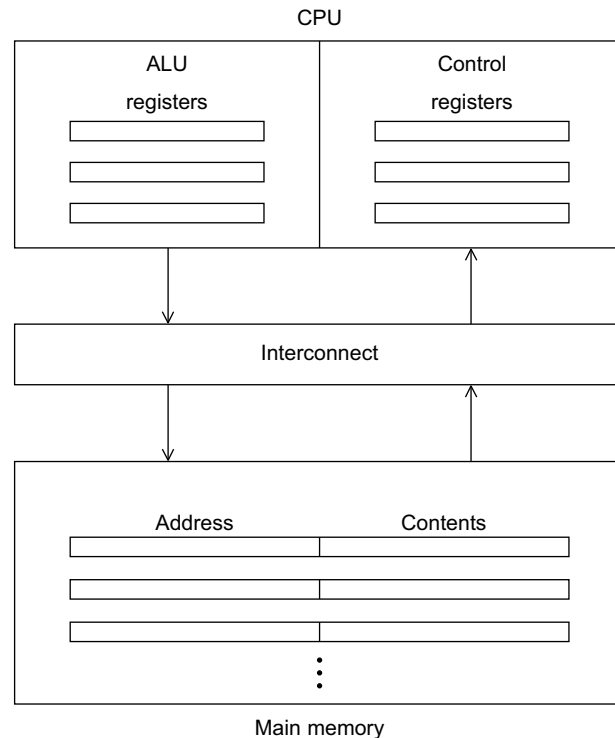 CPU
ALU
Control
registers
registers
Interconnect
Address
Contents
Main memory